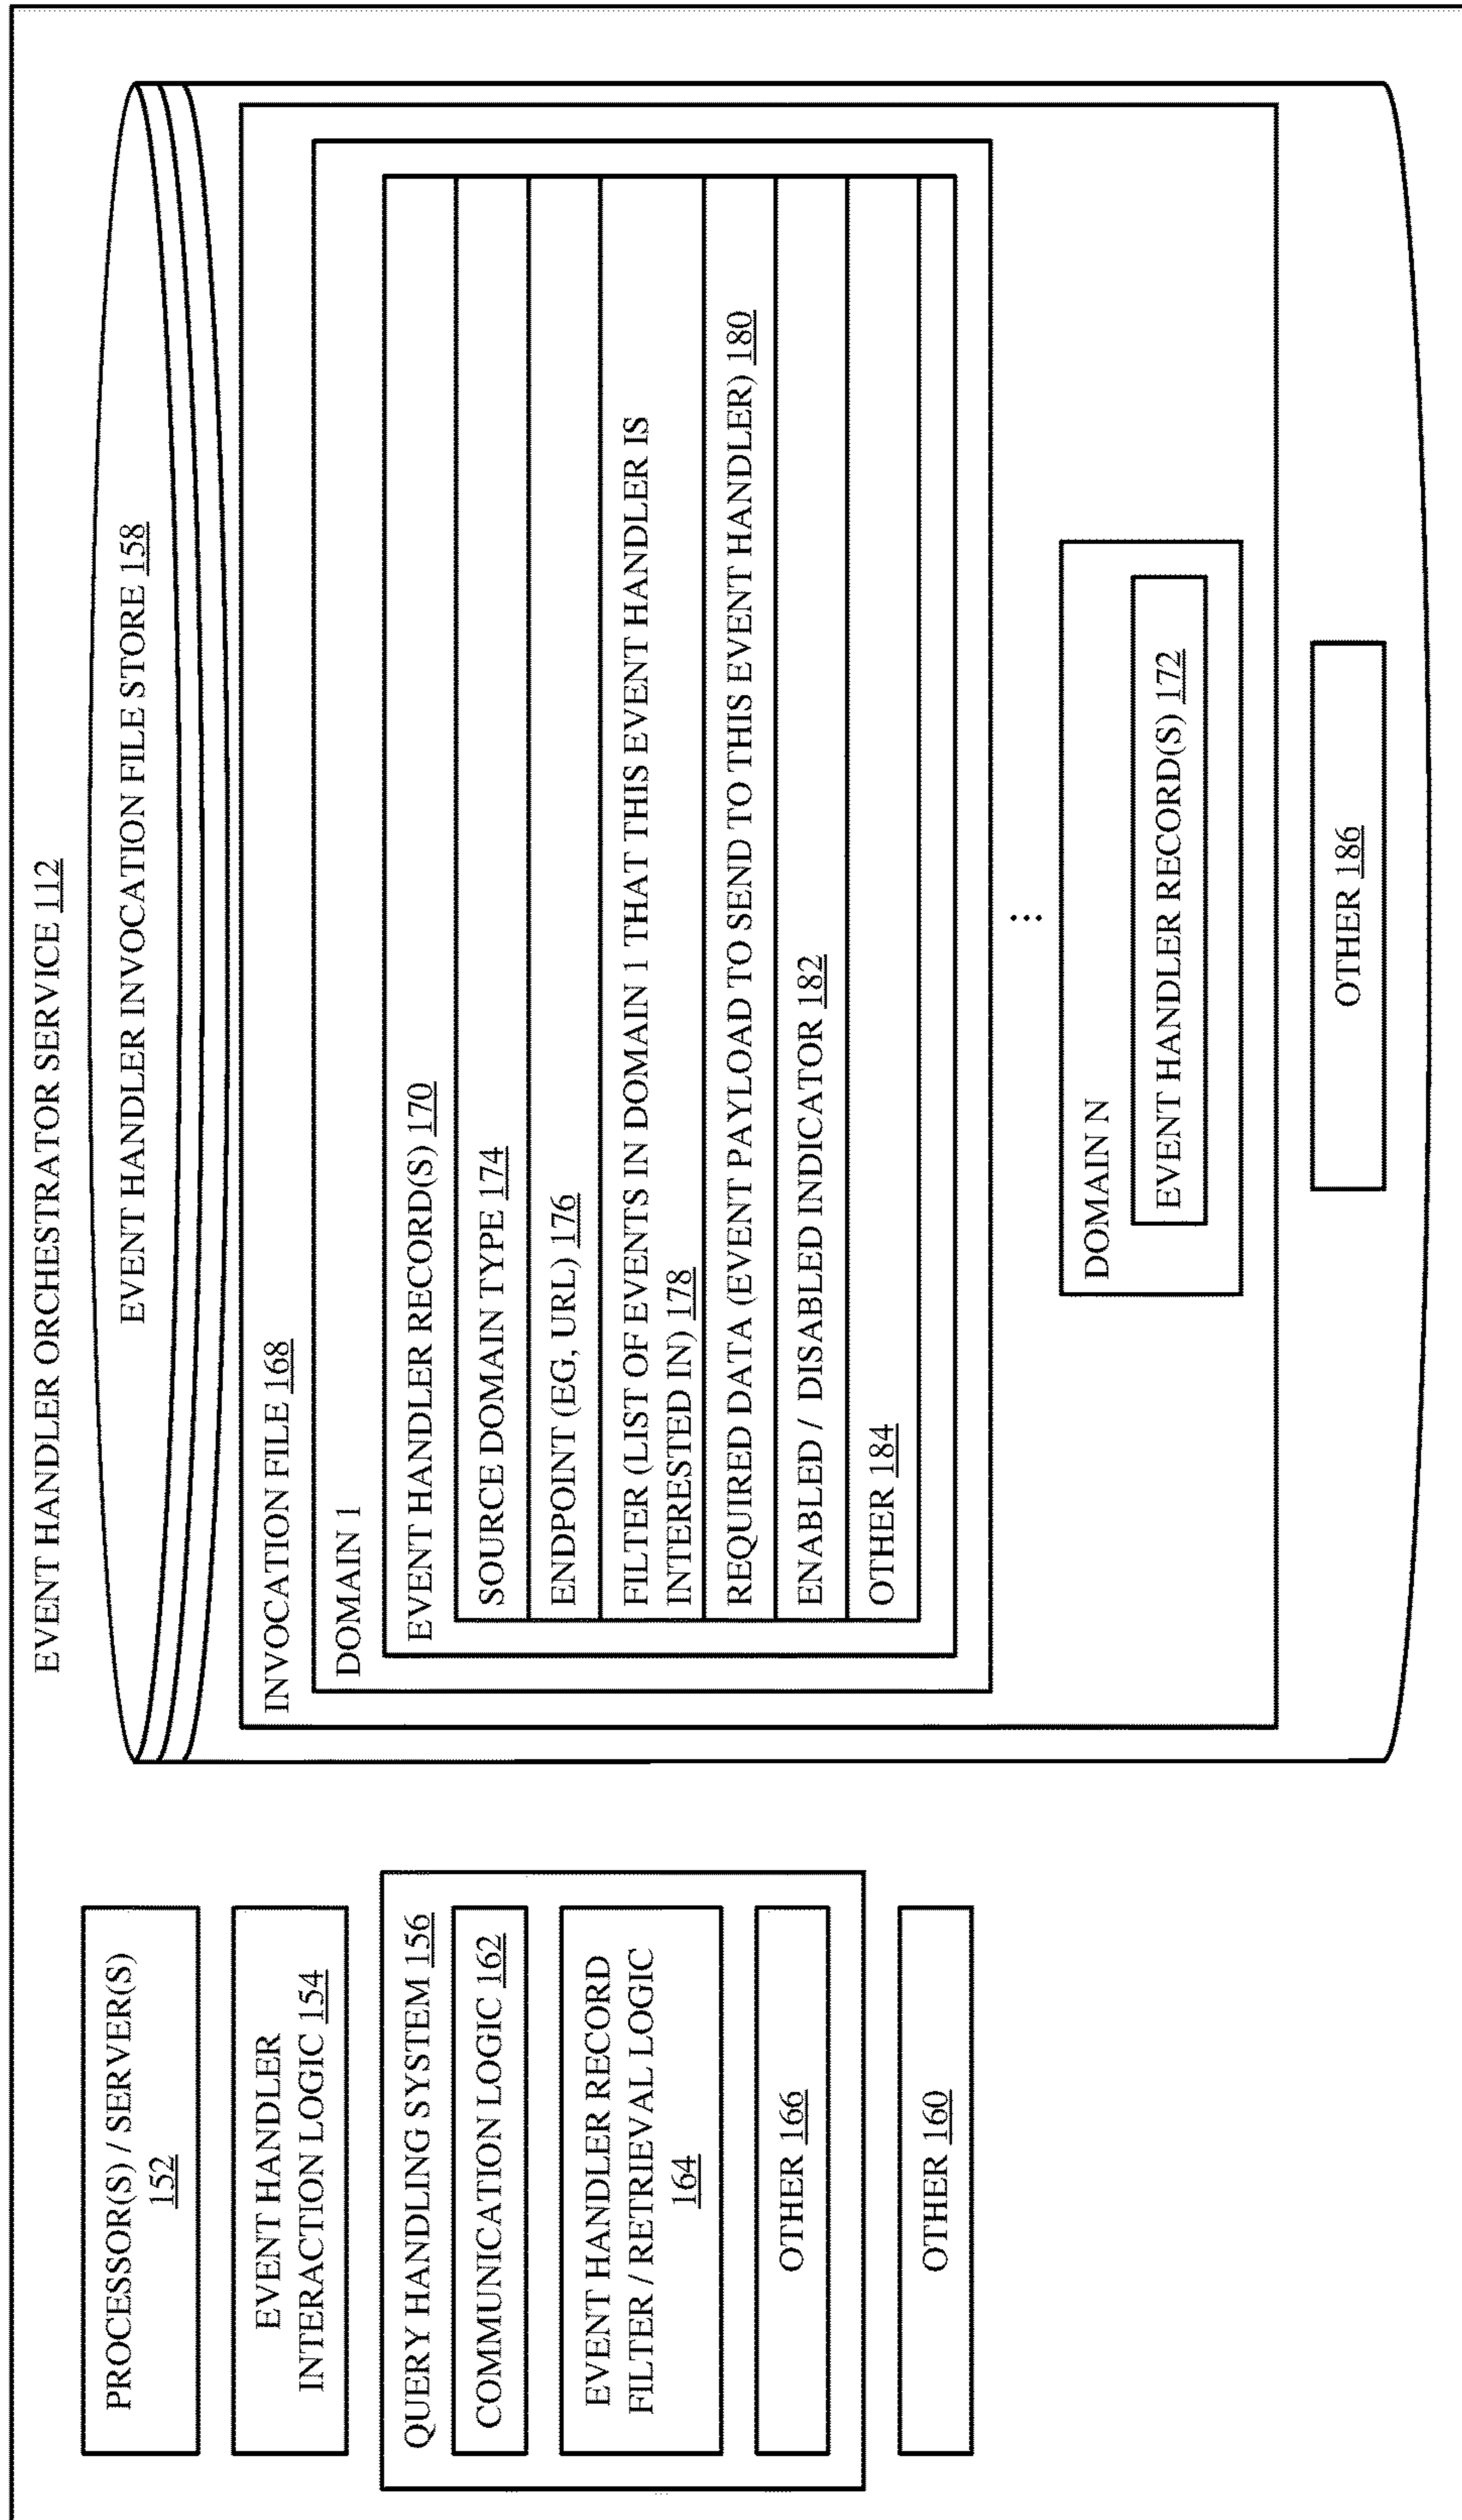 EVENT HANDLER ORCHESTRATOR SERVICE 112
PROCESSOR(S) / SERVER(S)
152
EVENT HANDLER
INTERACTION LOGIC 154
QUERY HANDLING SYSTEM 156
COMMUNICATION LOGIC 162
EVENT HANDLER RECORD
FILTER / RETRIEVAL LOGIC
164
OTHER 166
OTHER 160
EVENT HANDLER INVOCATION FILE STORE 158
INVOCATION FILE 168
DOMAIN 1
EVENT HANDLER RECORD(S) 170
SOURCE DOMAIN TYPE 174
ENDPOINT (EG, URL) 176
FILTER (LIST OF EVENTS IN DOMAIN 1 THAT THIS EVENT HANDLER IS
INTERESTED IN) 178
REQUIRED DATA (EVENT PAYLOAD TO SEND TO THIS EVENT HANDLER) 180
ENABLED / DISABLED INDICATOR 182
OTHER 184
...
DOMAIN N
EVENT HANDLER RECORD(S) 172
OTHER 186